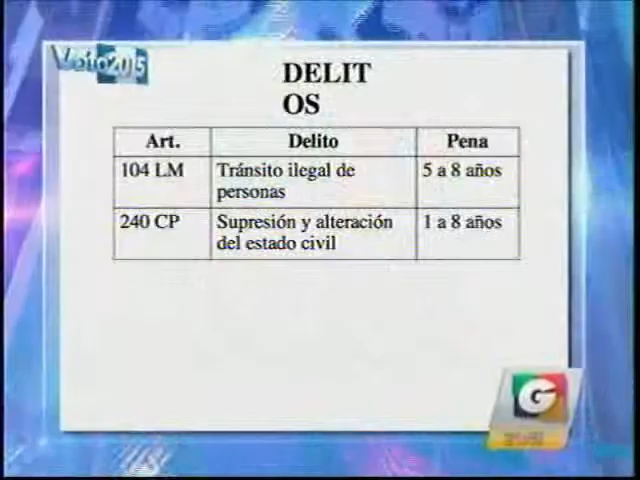 Voto2015
DELIT
OS
Art. Delito Pena
104 LM Tránsito ilegal de 5 a 8 años
personas
240 CP Supresión y alteración 1 a 8 años
del estado civil
G